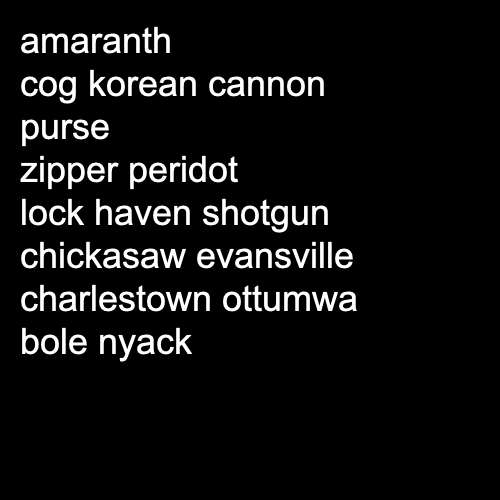 amaranth
cog korean cannon
purse
zipper peridot
lock haven shotgun
chickasaw evansville
charlestown ottumwa
bole nyack